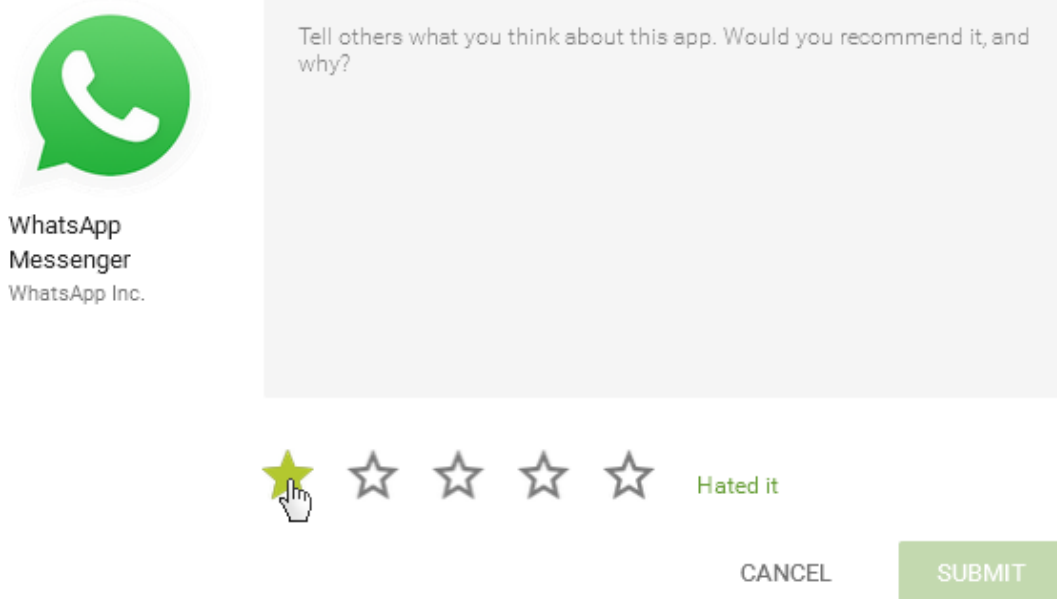 Tell others what you think about this app. Would you recommend it, and
why?
WhatsApp
Messenger
WhatsApp Inc.
Hated it
CANCEL
SUBMIT